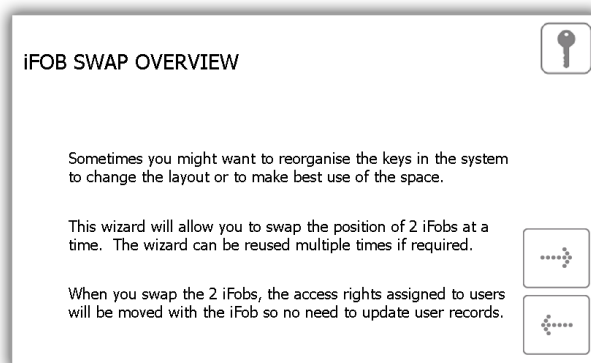 iFOB SWAP OVERVIEW
Sometimes you might want to reorganise the keys in the system
to change the layout or to make best use of the space.
This wizard will allow you to swap the position of 2 iFobs at a
time.  The wizard can be reused multiple times if required.
When you swap the 2 iFobs, the access rights assigned to users
will be moved with the iFob so no need to update user records.